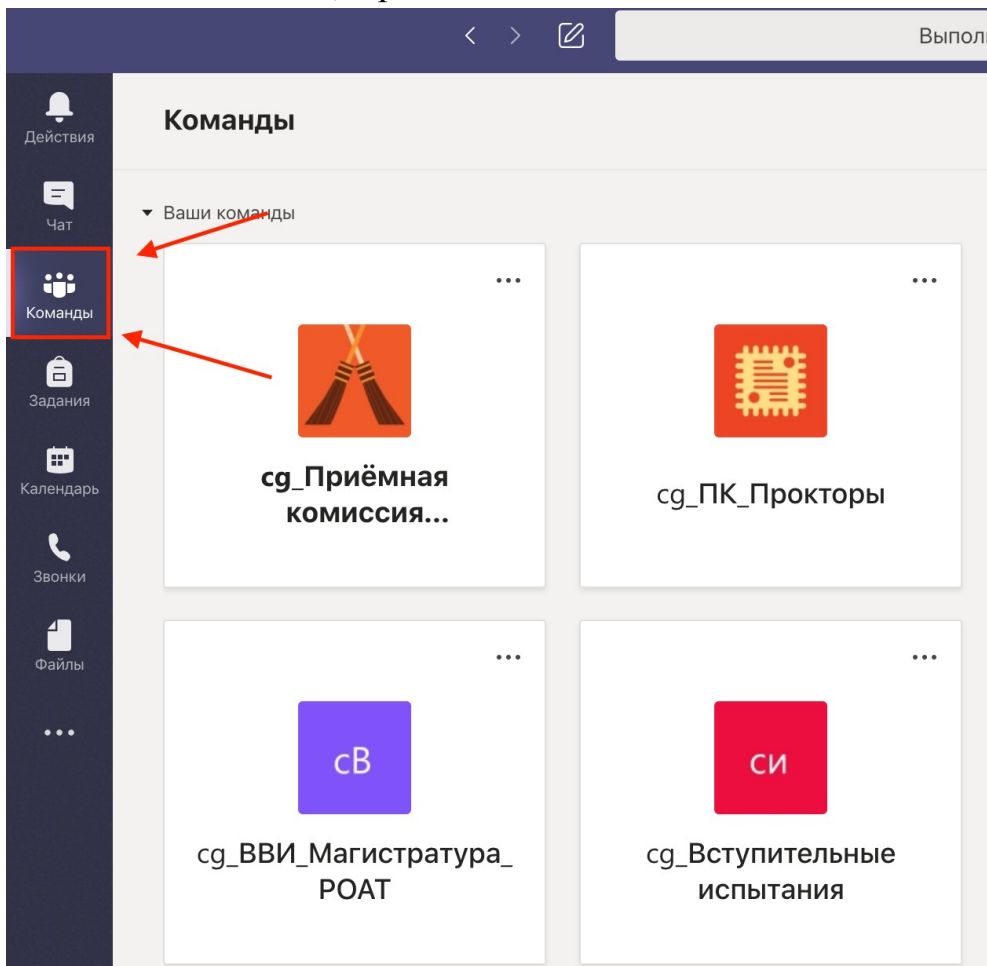 Выполн
Действия
Команды
Чат
Ваши команды
Команды
Задания
Календарь
Звонки
Файлы
cg_Приёмная
комиссия...
cg_ПК_Прокторы
сВ
cg_ВВИ_Магистратура_
РОАТ
си
cg_Вступительные
испытания